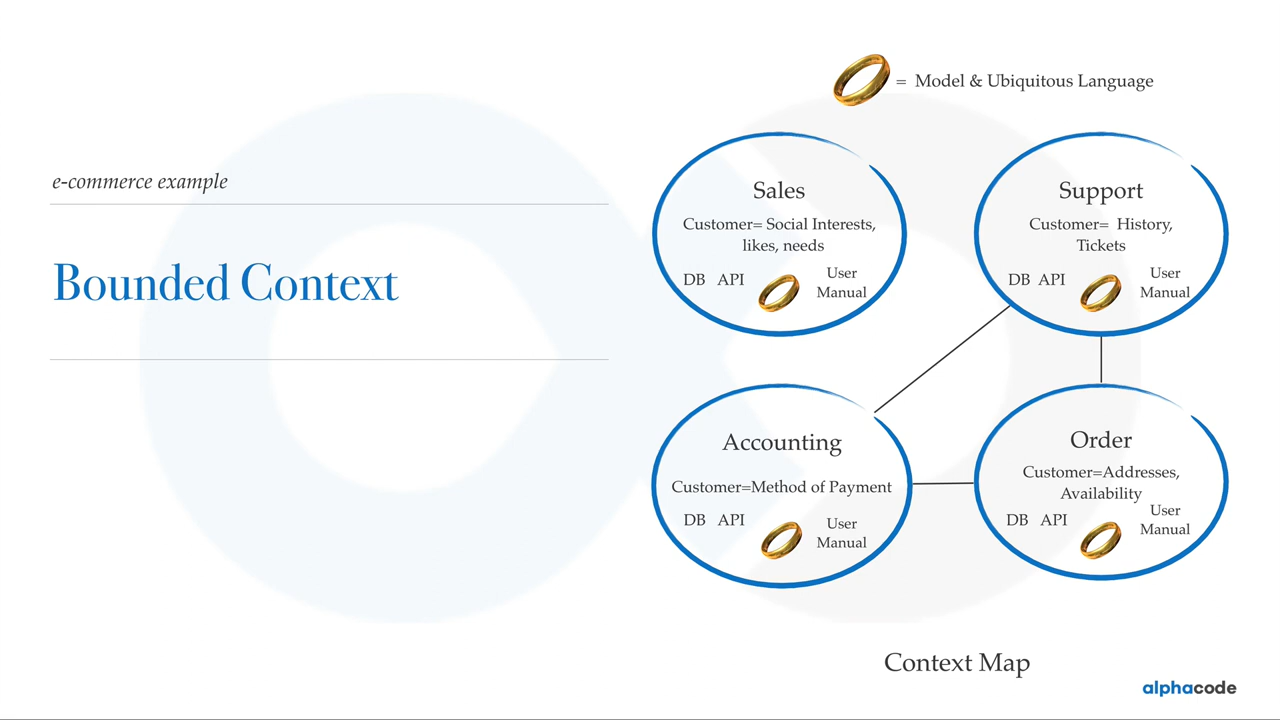 = Model & Ubiquitous Language
e-commerce example
Bounded Context
Sales
Customer= Social Interests,
likes, needs
DB API
User
Manual
Support
Customer= History,
Tickets
DB API
User
Manual
Accounting
Customer=Method of Payment
DB API
User
Manual
Order
Customer=Addresses,
Availability
DB API
User
Manual
Context Map
alphacode